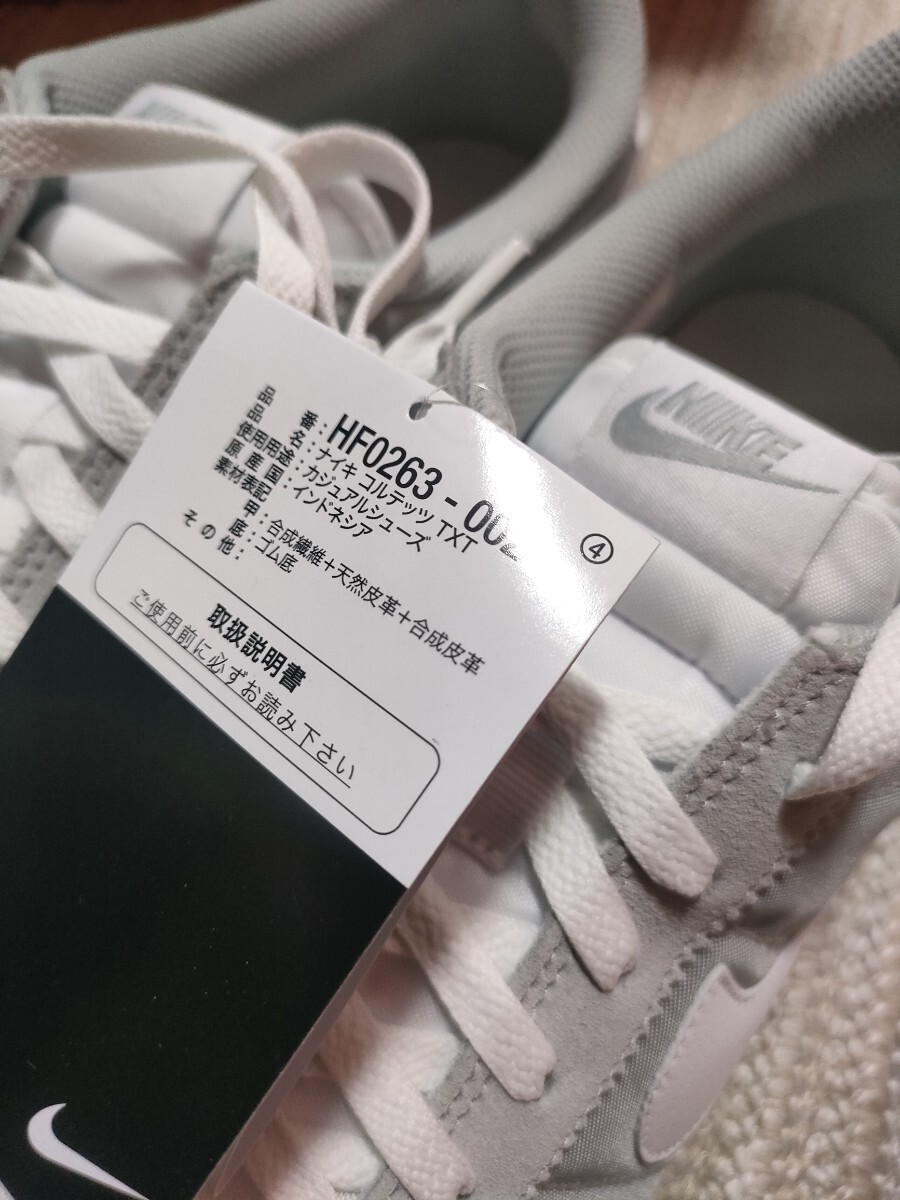 品番：HF0263 - 002
品名：ナイキ コルテッツ TXT
使用用途：カジュアルシューズ
原産国：インドネシア
素材表記
甲：合成繊維＋天然皮革＋合成皮革
底：ゴム底
その他：
④
取扱説明書
ご使用前に必ずお読み下さい
NIKE